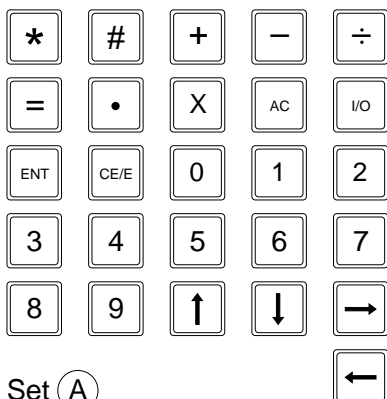 * # + − ÷
= • X AC I/O
ENT CE/E 0 1 2
3 4 5 6 7
8 9 ↑ ↓ →
←
Set A